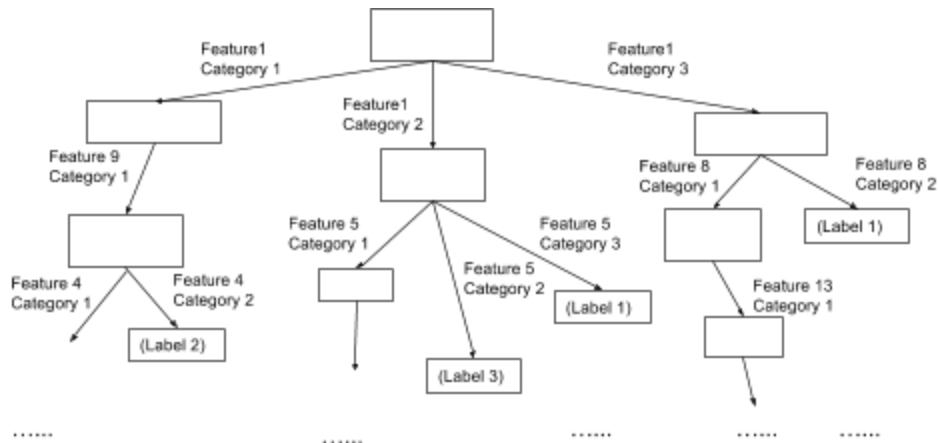 Feature1
Category 1
Feature1
Category 2
Feature1
Category 3
Feature 9
Category 1
Feature 8
Category 1
Feature 8
Category 2
Feature 5
Category 1
Feature 5
Category 2
Feature 5
Category 3
(Label 1)
Feature 4
Category 1
Feature 4
Category 2
Feature 13
Category 1
(Label 1)
(Label 2)
(Label 3)
......
......
......
......
......